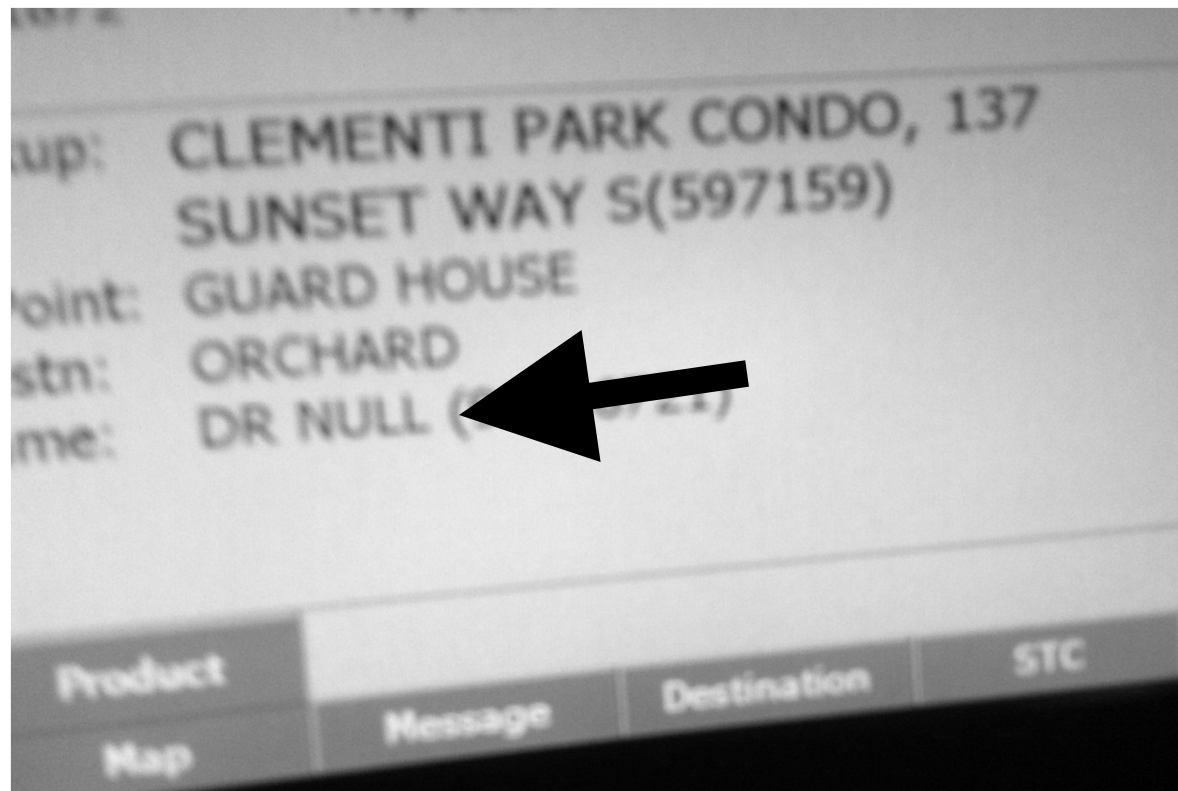 CLEMENTI PARK CONDO, 137
SUNSET WAY S(597159)
GUARD HOUSE
ORCHARD
DR NULL
Product
Map
Message
Destination
STC